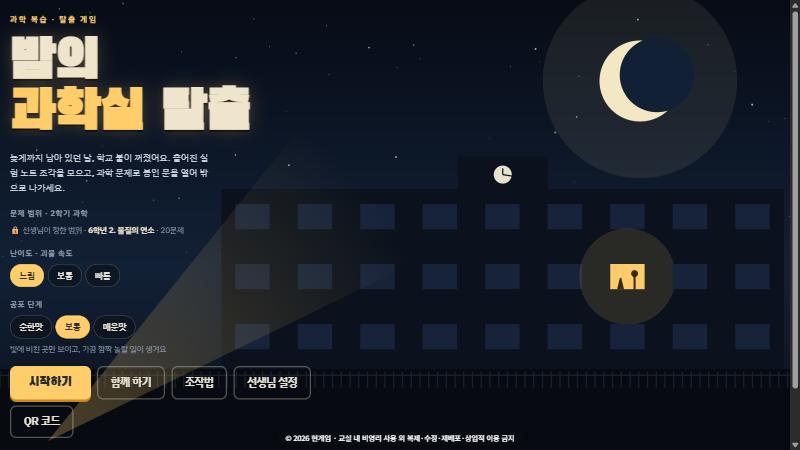 과학 복습 · 탈출 게임
밤의
과학실 탈출
늦게까지 남아 있던 날, 학교 불이 꺼졌어요. 흩어진 실
험 노트 조각을 모으고, 과학 문제로 봉인 문을 열어 밖
으로 나가세요.
문제 범위 · 2학기 과학
선생님이 정한 범위 · 6학년 2. 물질의 연소 · 20문제
난이도 · 괴물 속도
느림 보통 빠름
공포 단계
순한맛 보통 매운맛
빛에 비친 곳만 보이고, 가끔 깜짝 놀랄 일이 생겨요
시작하기 함께 하기 조작법 선생님 설정
QR 코드
© 2026 현게임 · 교실 내 비영리 사용 외 복제·수정·재배포·상업적 이용 금지